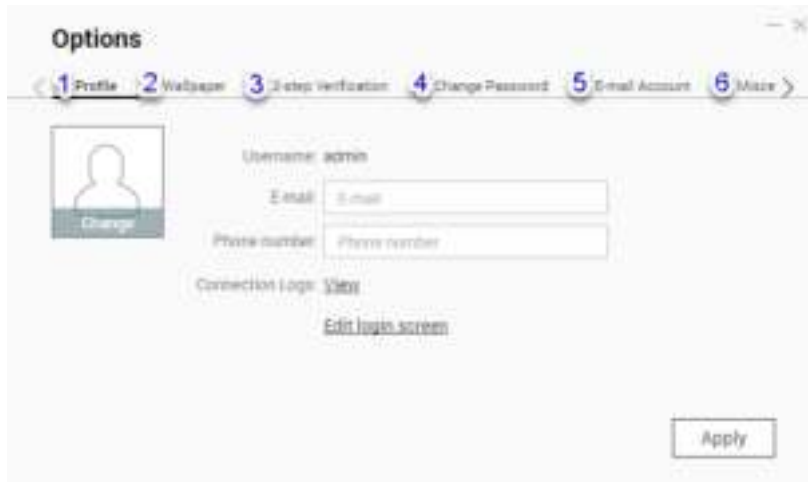 Options
1 Profile 2 Wallpaper 3 2-step Verification 4 Change Password 5 E-mail Account 6 Misce
Change
Username: admin
E-mail: E-mail
Phone number: Phone number
Connection Logs: View
Edit login screen
Apply